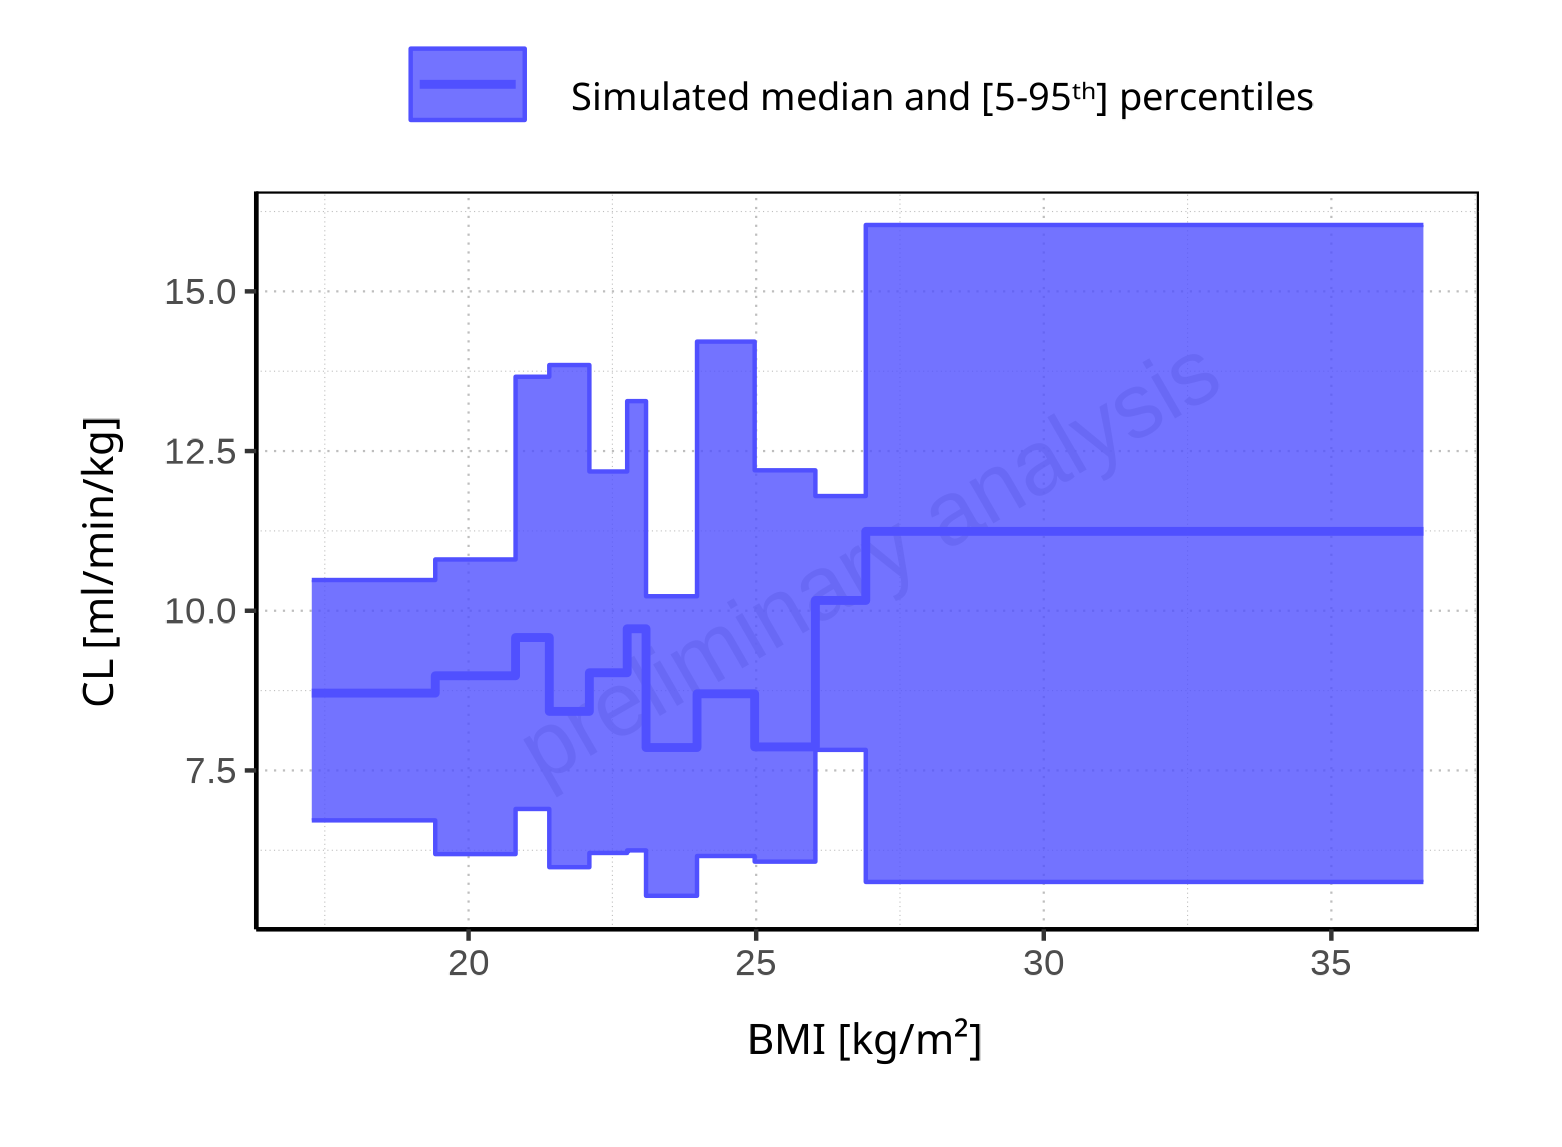 Simulated median and [5-95ᵗʰ] percentiles
15.0
12.5
10.0
7.5
CL [ml/min/kg]
preliminary analysis
20 25 30 35
BMI [kg/m²]